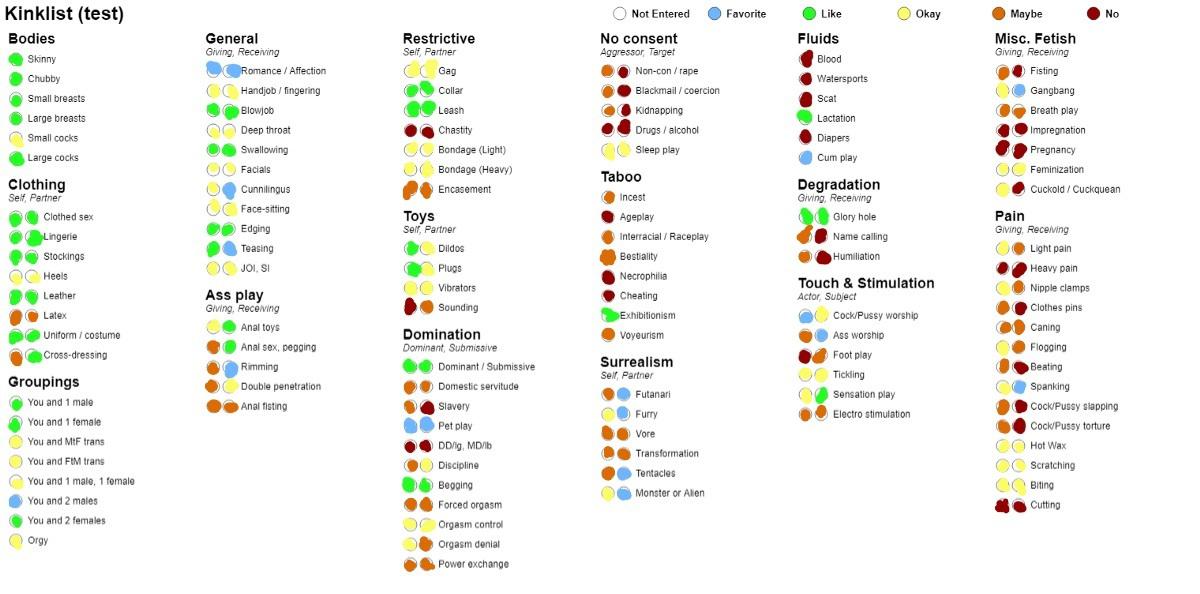 Kinklist (test)
Not Entered
Favorite
Like
Okay
Maybe
No
Bodies
Skinny
Chubby
Small breasts
Large breasts
Small cocks
Large cocks
Clothing
Self, Partner
Clothed sex
Lingerie
Stockings
Heels
Leather
Latex
Uniform / costume
Cross-dressing
Groupings
You and 1 male
You and 1 female
You and MtF trans
You and FtM trans
You and 1 male, 1 female
You and 2 males
You and 2 females
Orgy
General
Giving, Receiving
Romance / Affection
Handjob / fingering
Blowjob
Deep throat
Swallowing
Facials
Cunnilingus
Face-sitting
Edging
Teasing
JOI, SI
Ass play
Giving, Receiving
Anal toys
Anal sex, pegging
Rimming
Double penetration
Anal fisting
Restrictive
Self, Partner
Gag
Collar
Leash
Chastity
Bondage (Light)
Bondage (Heavy)
Encasement
Toys
Self, Partner
Dildos
Plugs
Vibrators
Sounding
Domination
Dominant, Submissive
Dominant / Submissive
Domestic servitude
Slavery
Pet play
DD/lg, MD/lb
Discipline
Begging
Forced orgasm
Orgasm control
Orgasm denial
Power exchange
No consent
Aggressor, Target
Non-con / rape
Blackmail / coercion
Kidnapping
Drugs / alcohol
Sleep play
Taboo
Incest
Ageplay
Interracial / Raceplay
Bestiality
Necrophilia
Cheating
Exhibitionism
Voyeurism
Surrealism
Self, Partner
Futanari
Furry
Vore
Transformation
Tentacles
Monster or Alien
Fluids
Blood
Watersports
Scat
Lactation
Diapers
Cum play
Degradation
Giving, Receiving
Glory hole
Name calling
Humiliation
Touch & Stimulation
Actor, Subject
Cock/Pussy worship
Ass worship
Foot play
Tickling
Sensation play
Electro stimulation
Misc. Fetish
Giving, Receiving
Fisting
Gangbang
Breath play
Impregnation
Pregnancy
Feminization
Cuckold / Cuckquean
Pain
Giving, Receiving
Light pain
Heavy pain
Nipple clamps
Clothes pins
Caning
Flogging
Beating
Spanking
Cock/Pussy slapping
Cock/Pussy torture
Hot Wax
Scratching
Biting
Cutting